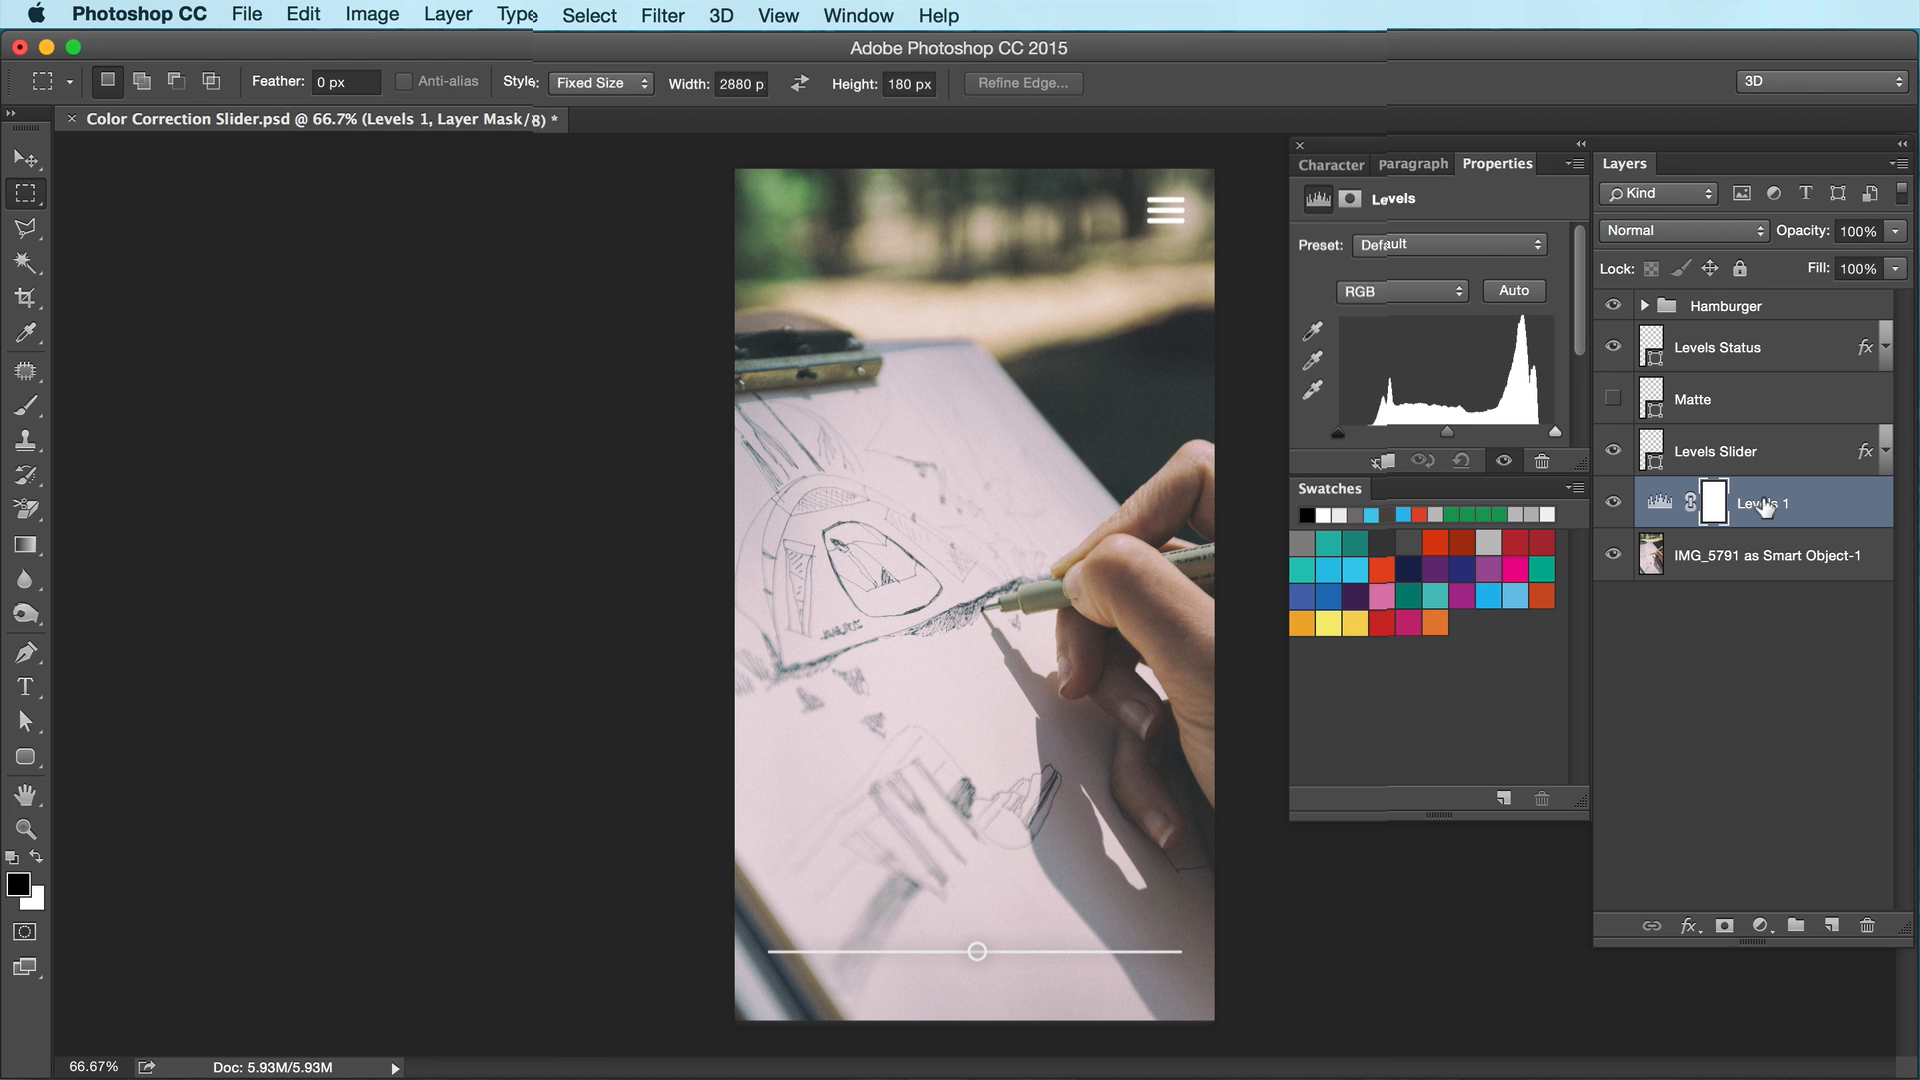 Photoshop CC File Edit Image Layer Type Select Filter 3D View Window Help
Adobe Photoshop CC 2015
Feather: 0 px Anti-alias Style: Fixed Size Width: 2880 p Height: 180 px Refine Edge... 3D
Color Correction Slider.psd @ 66.7% (Levels 1, Layer Mask/8) *
Character Paragraph Properties
Layers
Levels
Kind
Preset: Default
Normal Opacity: 100%
Lock: Fill: 100%
RGB Auto
Hamburger
Levels Status fx
Matte
Levels Slider fx
Swatches
Levels 1
IMG_5791 as Smart Object-1
fx
66.67% Doc: 5.93M/5.93M